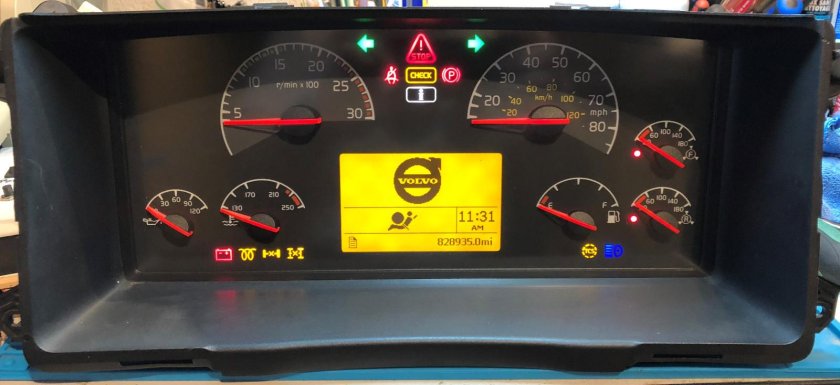 STOP
CHECK
P
5 10 15 20 25 30
r/min x 100
20 30 40 50 60 70 80
mph
20 40 60 80 100 120
km/h
60 100 140 180
F
30 60 90 120
130 170 210 250
VOLVO
11:31
AM
828935.0mi
E F
60 100 140 180
R
TCS